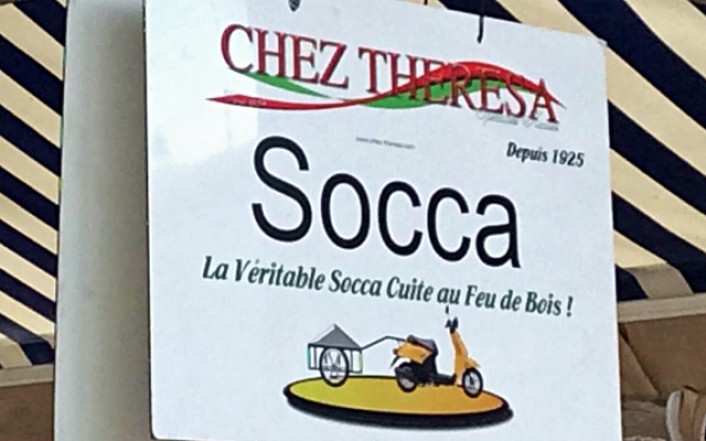 CHEZ THERESA
Depuis 1925
Socca
La Véritable Socca Cuite au Feu de Bois !